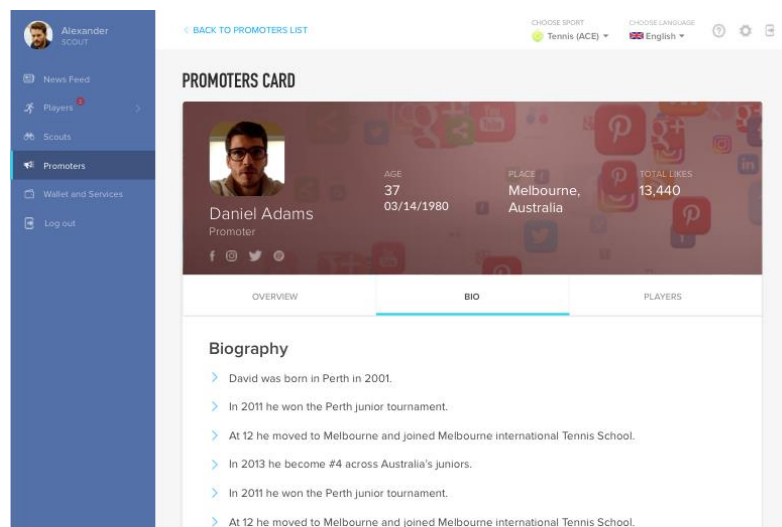 Alexander
SCOUT
News Feed
Players
Scouts
Promoters
Wallet and Services
Log out
BACK TO PROMOTERS LIST
CHOOSE SPORT
Tennis (ACE)
CHOOSE LANGUAGE
English
PROMOTERS CARD
Daniel Adams
Promoter
AGE
37
03/14/1980
PLACE
Melbourne,
Australia
TOTAL LIKES
13,440
OVERVIEW
BIO
PLAYERS
Biography
David was born in Perth in 2001.
In 2011 he won the Perth junior tournament.
At 12 he moved to Melbourne and joined Melbourne international Tennis School.
In 2013 he become #4 across Australia's juniors.
In 2011 he won the Perth junior tournament.
At 12 he moved to Melbourne and joined Melbourne international Tennis School.